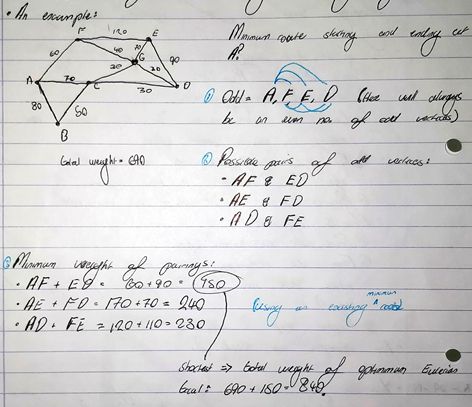 • An example:
F
120
E
60
40
70
G
90
20
30
A
70
C
30
D
80
50
B
total weight = 690
Minimum route starting and ending at
A?
① Odd = A, F, E, D (there will always
be an even no. of odd vertices)
② Possible pairs of odd vertices:
• AF & ED
• AE & FD
• AD & FE
③ Minimum weight of pairings:
• AF + ED = 60 + 90 = 150
• AE + FD = 170 + 70 = 240
• AD + FE = 120 + 110 = 230
(using an existing minimum route)
shortest => total weight of optimum Eulerian
Goal: 690 + 150 = 840.